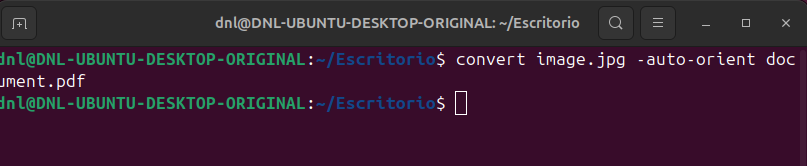 dnl@DNL-UBUNTU-DESKTOP-ORIGINAL: ~/Escritorio
dnl@DNL-UBUNTU-DESKTOP-ORIGINAL:~/Escritorio$ convert image.jpg -auto-orient doc
ument.pdf
dnl@DNL-UBUNTU-DESKTOP-ORIGINAL:~/Escritorio$